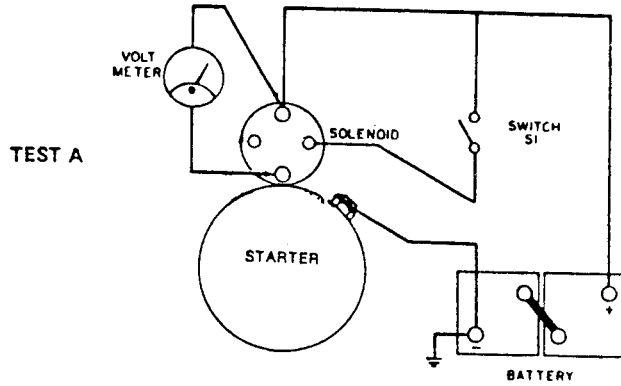 VOLT
METER
TEST A
SOLENOID
SWITCH
S1
STARTER
+
−
BATTERY